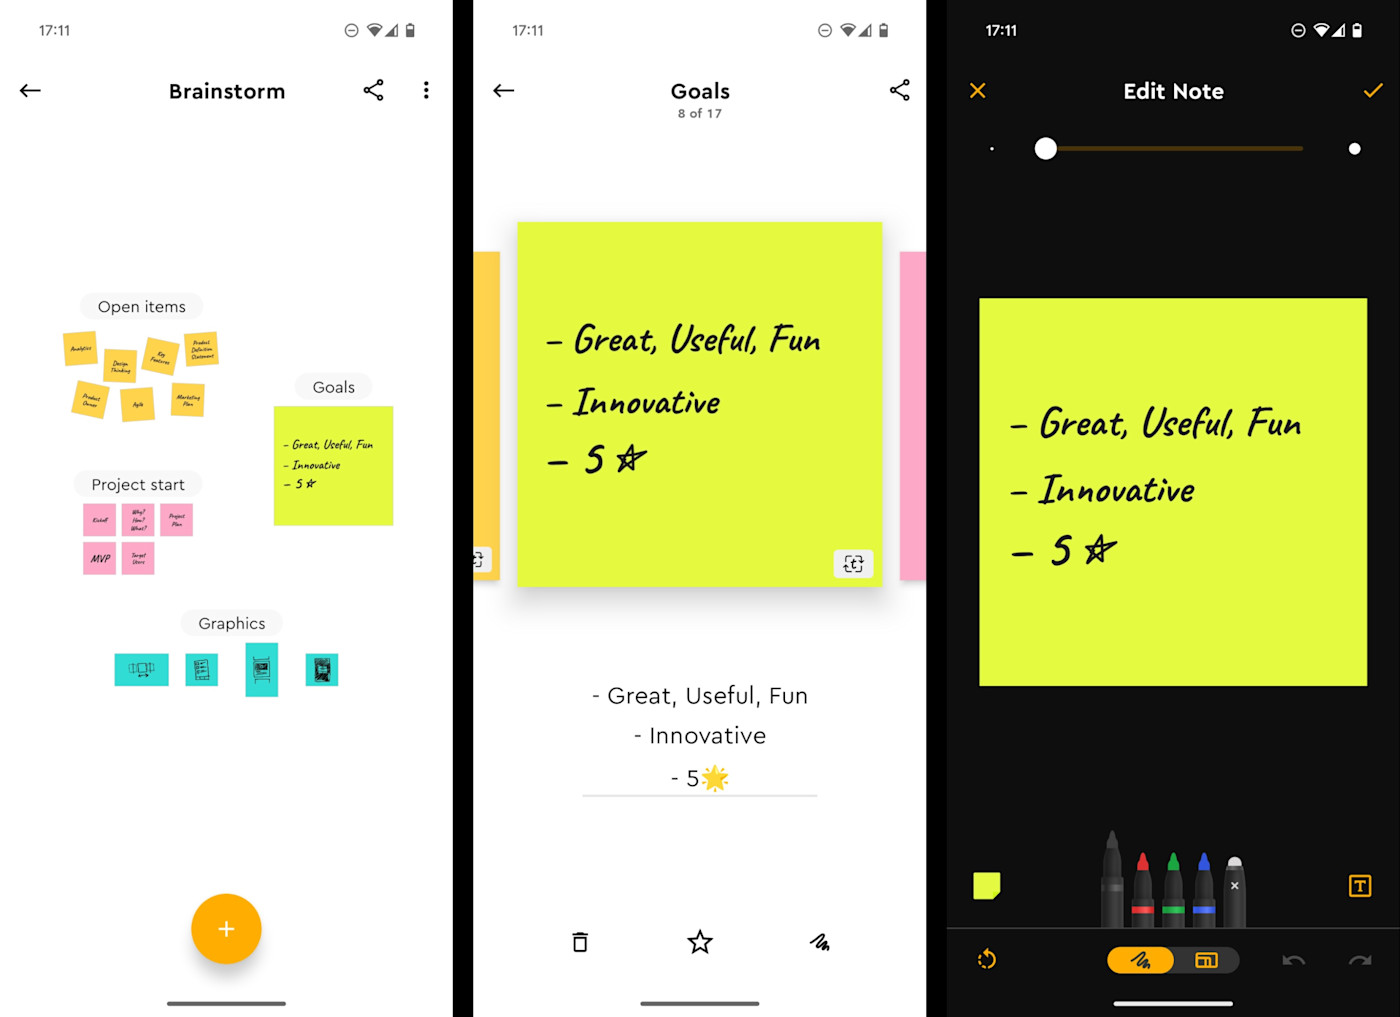 17:11
Brainstorm
Open items
Analytics
Design
Thinking
Key
Features
Product
Definition
Statement
Product
Owner
Agile
Marketing
Plan
Goals
- Great, Useful, Fun
- Innovative
- 5 ☆
Project start
Kickoff
Why?
How?
What?
Project
Plan
MVP
Target
Users
Graphics
17:11
Goals
8 of 17
- Great, Useful, Fun
- Innovative
- 5 ☆
- Great, Useful, Fun
- Innovative
- 5🌟
17:11
Edit Note
- Great, Useful, Fun
- Innovative
- 5 ☆